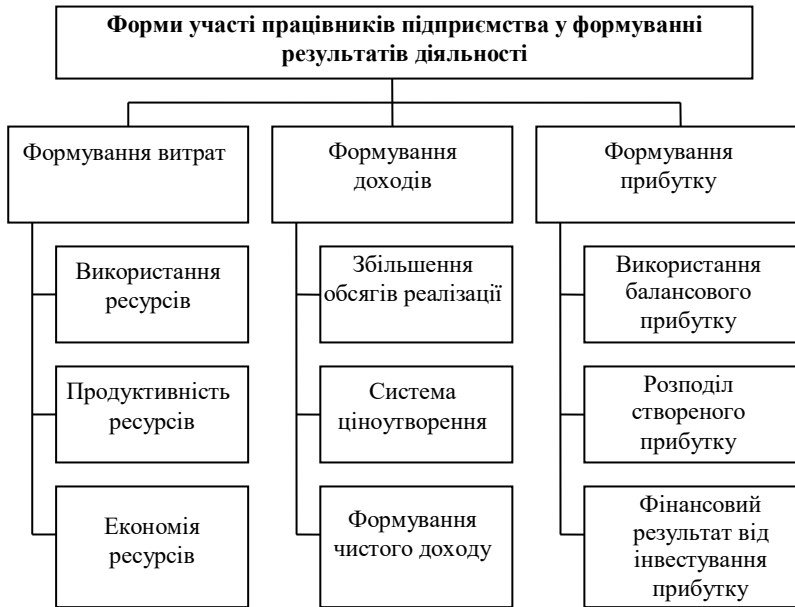 Форми участі працівників підприємства у формуванні
результатів діяльності
Формування витрат
Формування
доходів
Формування
прибутку
Використання
ресурсів
Збільшення
обсягів реалізації
Використання
балансового
прибутку
Продуктивність
ресурсів
Система
ціноутворення
Розподіл
створеного
прибутку
Економія
ресурсів
Формування
чистого доходу
Фінансовий
результат від
інвестування
прибутку